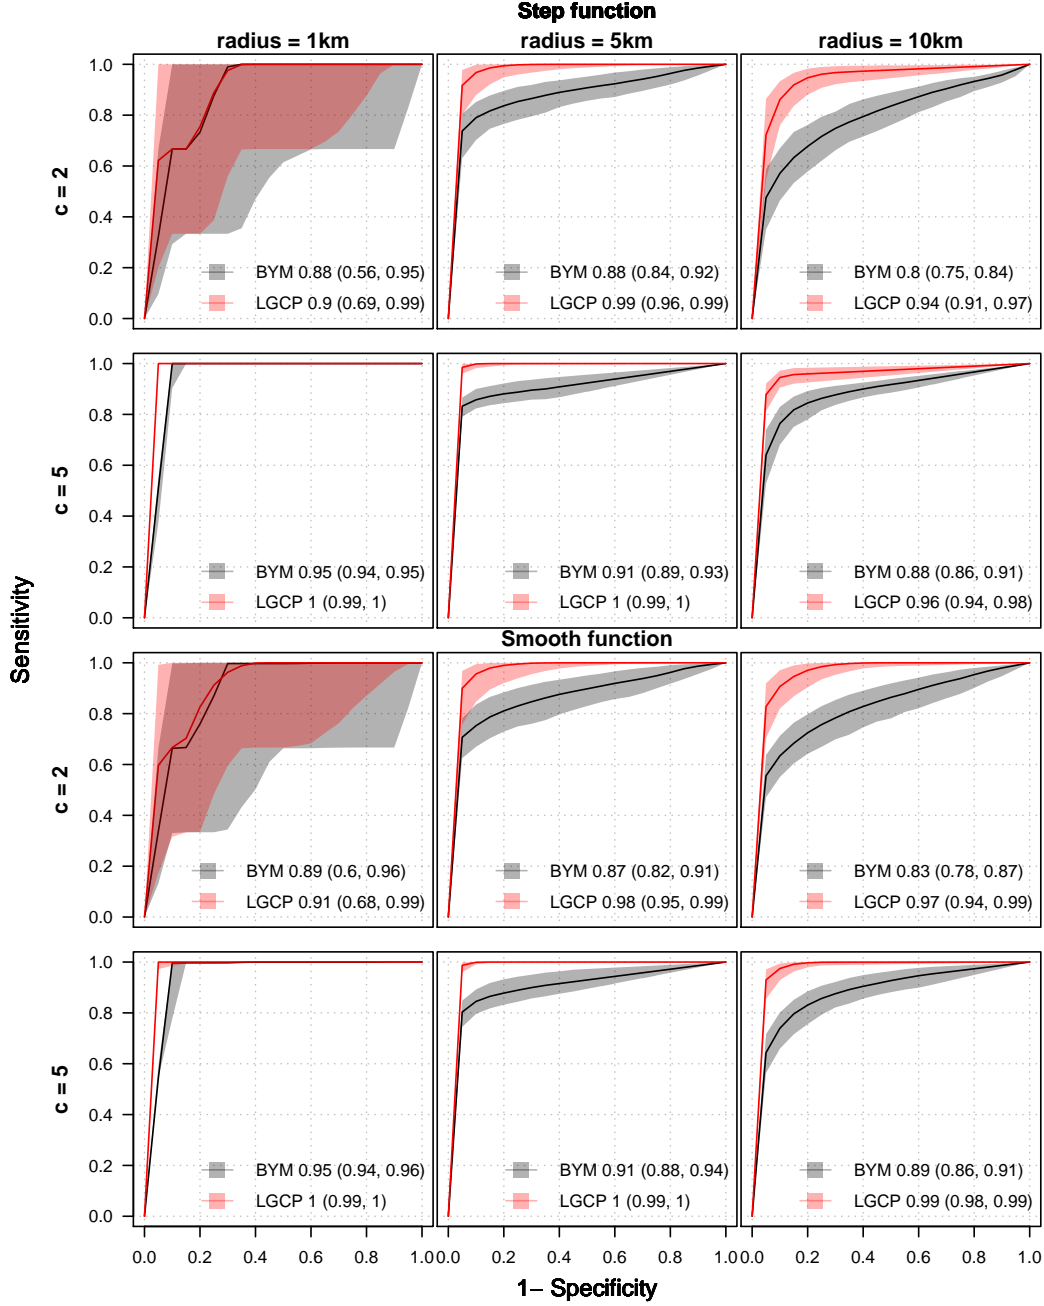 Step function
radius = 1km
radius = 5km
radius = 10km
c = 2
1.0
0.8
0.6
0.4
0.2
0.0
BYM 0.88 (0.56, 0.95)
LGCP 0.9 (0.69, 0.99)
BYM 0.88 (0.84, 0.92)
LGCP 0.99 (0.96, 0.99)
BYM 0.8 (0.75, 0.84)
LGCP 0.94 (0.91, 0.97)
c = 5
1.0
0.8
0.6
0.4
0.2
0.0
BYM 0.95 (0.94, 0.95)
LGCP 1 (0.99, 1)
BYM 0.91 (0.89, 0.93)
LGCP 1 (0.99, 1)
BYM 0.88 (0.86, 0.91)
LGCP 0.96 (0.94, 0.98)
Sensitivity
Smooth function
c = 2
1.0
0.8
0.6
0.4
0.2
0.0
BYM 0.89 (0.6, 0.96)
LGCP 0.91 (0.68, 0.99)
BYM 0.87 (0.82, 0.91)
LGCP 0.98 (0.95, 0.99)
BYM 0.83 (0.78, 0.87)
LGCP 0.97 (0.94, 0.99)
c = 5
1.0
0.8
0.6
0.4
0.2
0.0
BYM 0.95 (0.94, 0.96)
LGCP 1 (0.99, 1)
BYM 0.91 (0.88, 0.94)
LGCP 1 (0.99, 1)
BYM 0.89 (0.86, 0.91)
LGCP 0.99 (0.98, 0.99)
0.0 0.2 0.4 0.6 0.8 1.0
0.0 0.2 0.4 0.6 0.8 1.0
0.0 0.2 0.4 0.6 0.8 1.0
1− Specificity